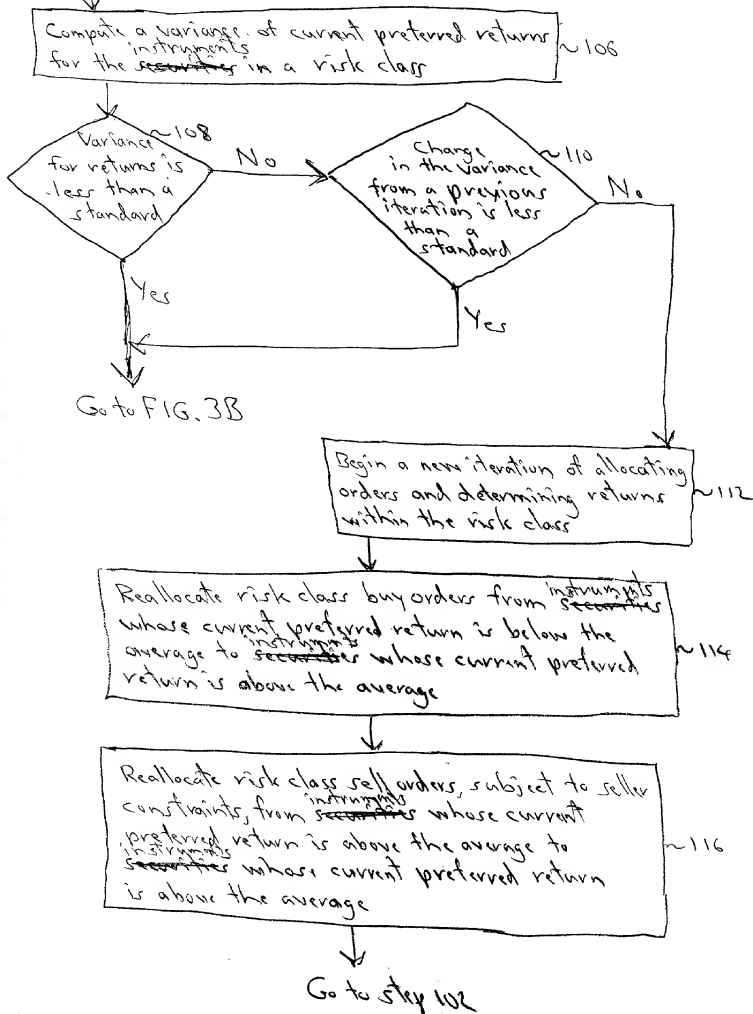 Compute a variance of current preferred returns
instruments
for the securities in a risk class
~106
Variance
for returns is
less than a
standard
~108
No
Change
in the variance
from a previous
iteration is less
than a
standard
~110
No
Yes
Yes
Go to FIG. 3B
Begin a new iteration of allocating
orders and determining returns
within the risk class
~112
instruments
Reallocate risk class buy orders from securities
whose current preferred return is below the
instruments
average to securities whose current preferred
return is above the average
~114
Reallocate risk class sell orders, subject to seller
instruments
constraints, from securities whose current
preferred return is above the average to
instruments
securities whose current preferred return
is above the average
~116
Go to step 102